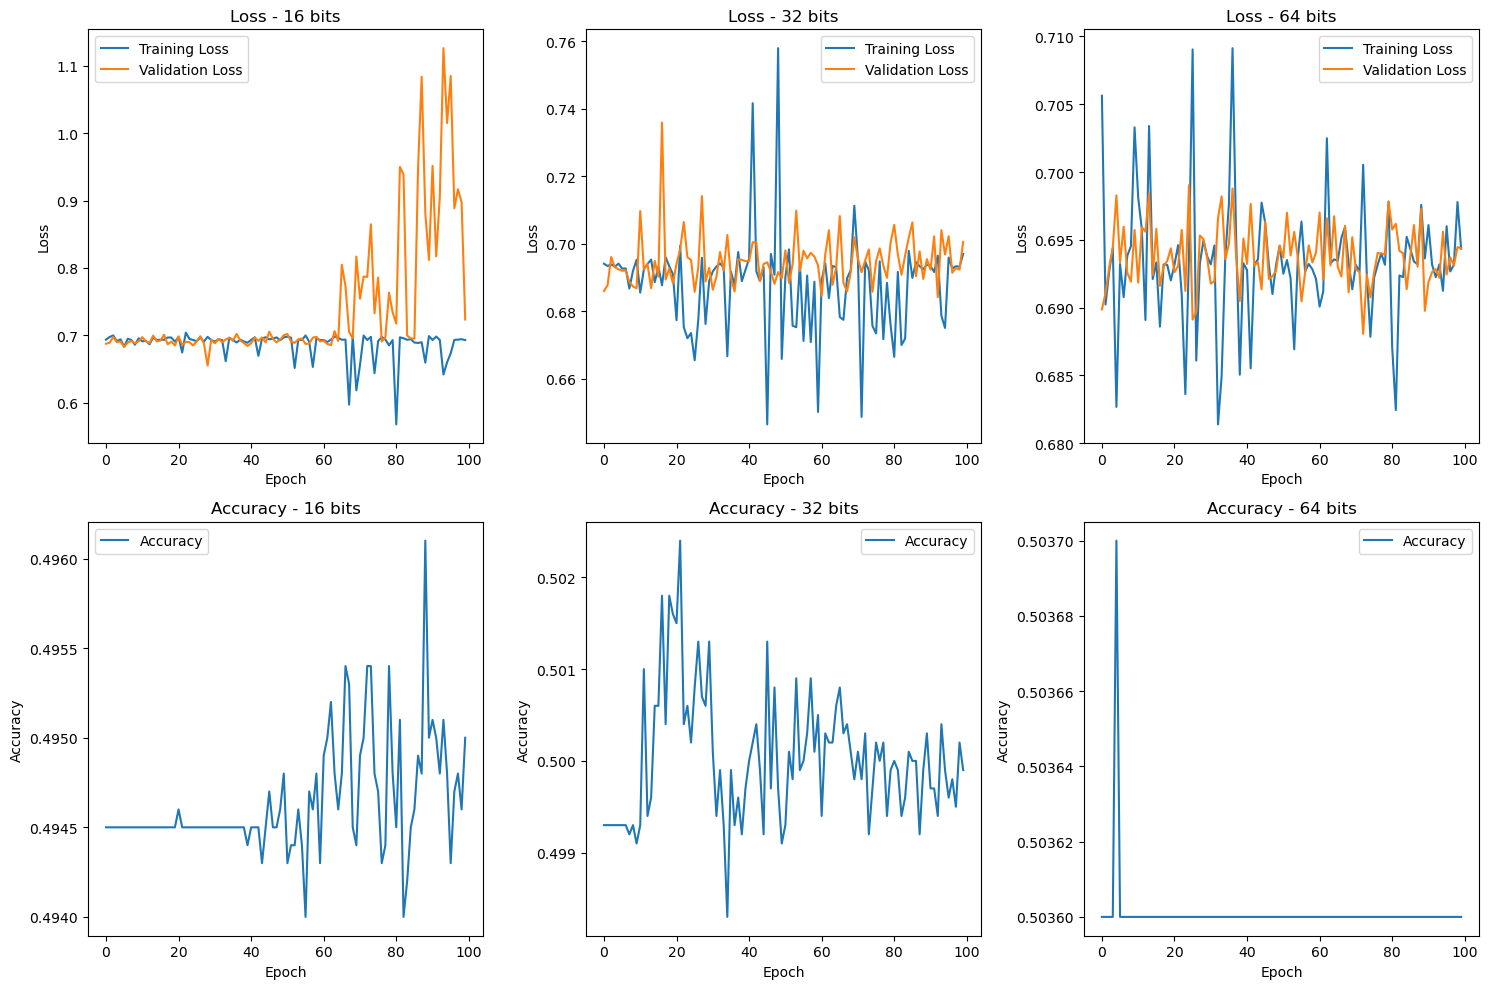 Loss - 16 bits
Training Loss
Validation Loss
1.1
1.0
0.9
0.8
0.7
0.6
Loss
0 20 40 60 80 100
Epoch
Loss - 32 bits
Training Loss
Validation Loss
0.76
0.74
0.72
0.70
0.68
0.66
Loss
0 20 40 60 80 100
Epoch
Loss - 64 bits
Training Loss
Validation Loss
0.710
0.705
0.700
0.695
0.690
0.685
0.680
Loss
0 20 40 60 80 100
Epoch
Accuracy - 16 bits
Accuracy
0.4960
0.4955
0.4950
0.4945
0.4940
Accuracy
0 20 40 60 80 100
Epoch
Accuracy - 32 bits
Accuracy
0.502
0.501
0.500
0.499
Accuracy
0 20 40 60 80 100
Epoch
Accuracy - 64 bits
Accuracy
0.50370
0.50368
0.50366
0.50364
0.50362
0.50360
Accuracy
0 20 40 60 80 100
Epoch